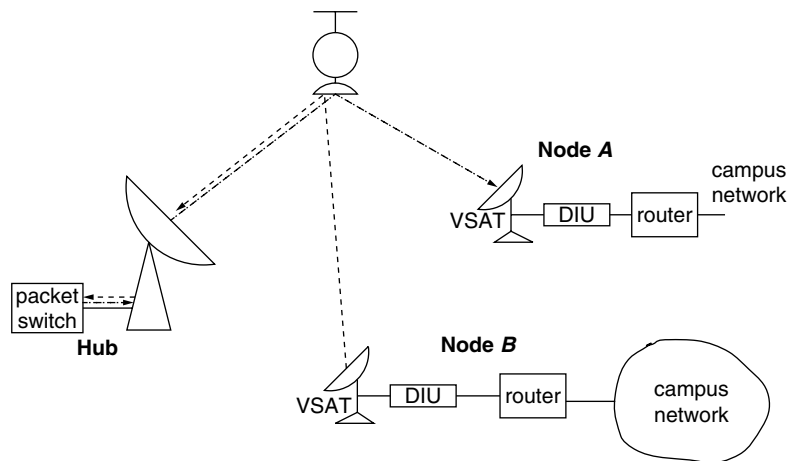 Node A
campus
network
VSAT
DIU
router
packet
switch
Hub
Node B
VSAT
DIU
router
campus
network